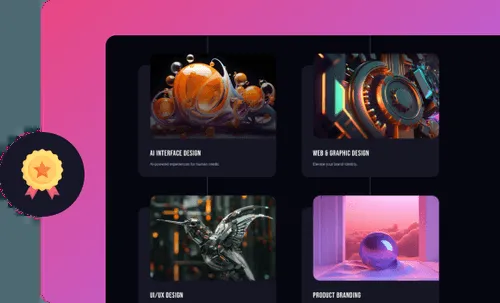 AI INTERFACE DESIGN
AI-powered experiences for human needs
WEB & GRAPHIC DESIGN
Elevate your brand identity
UI/UX DESIGN
PRODUCT BRANDING